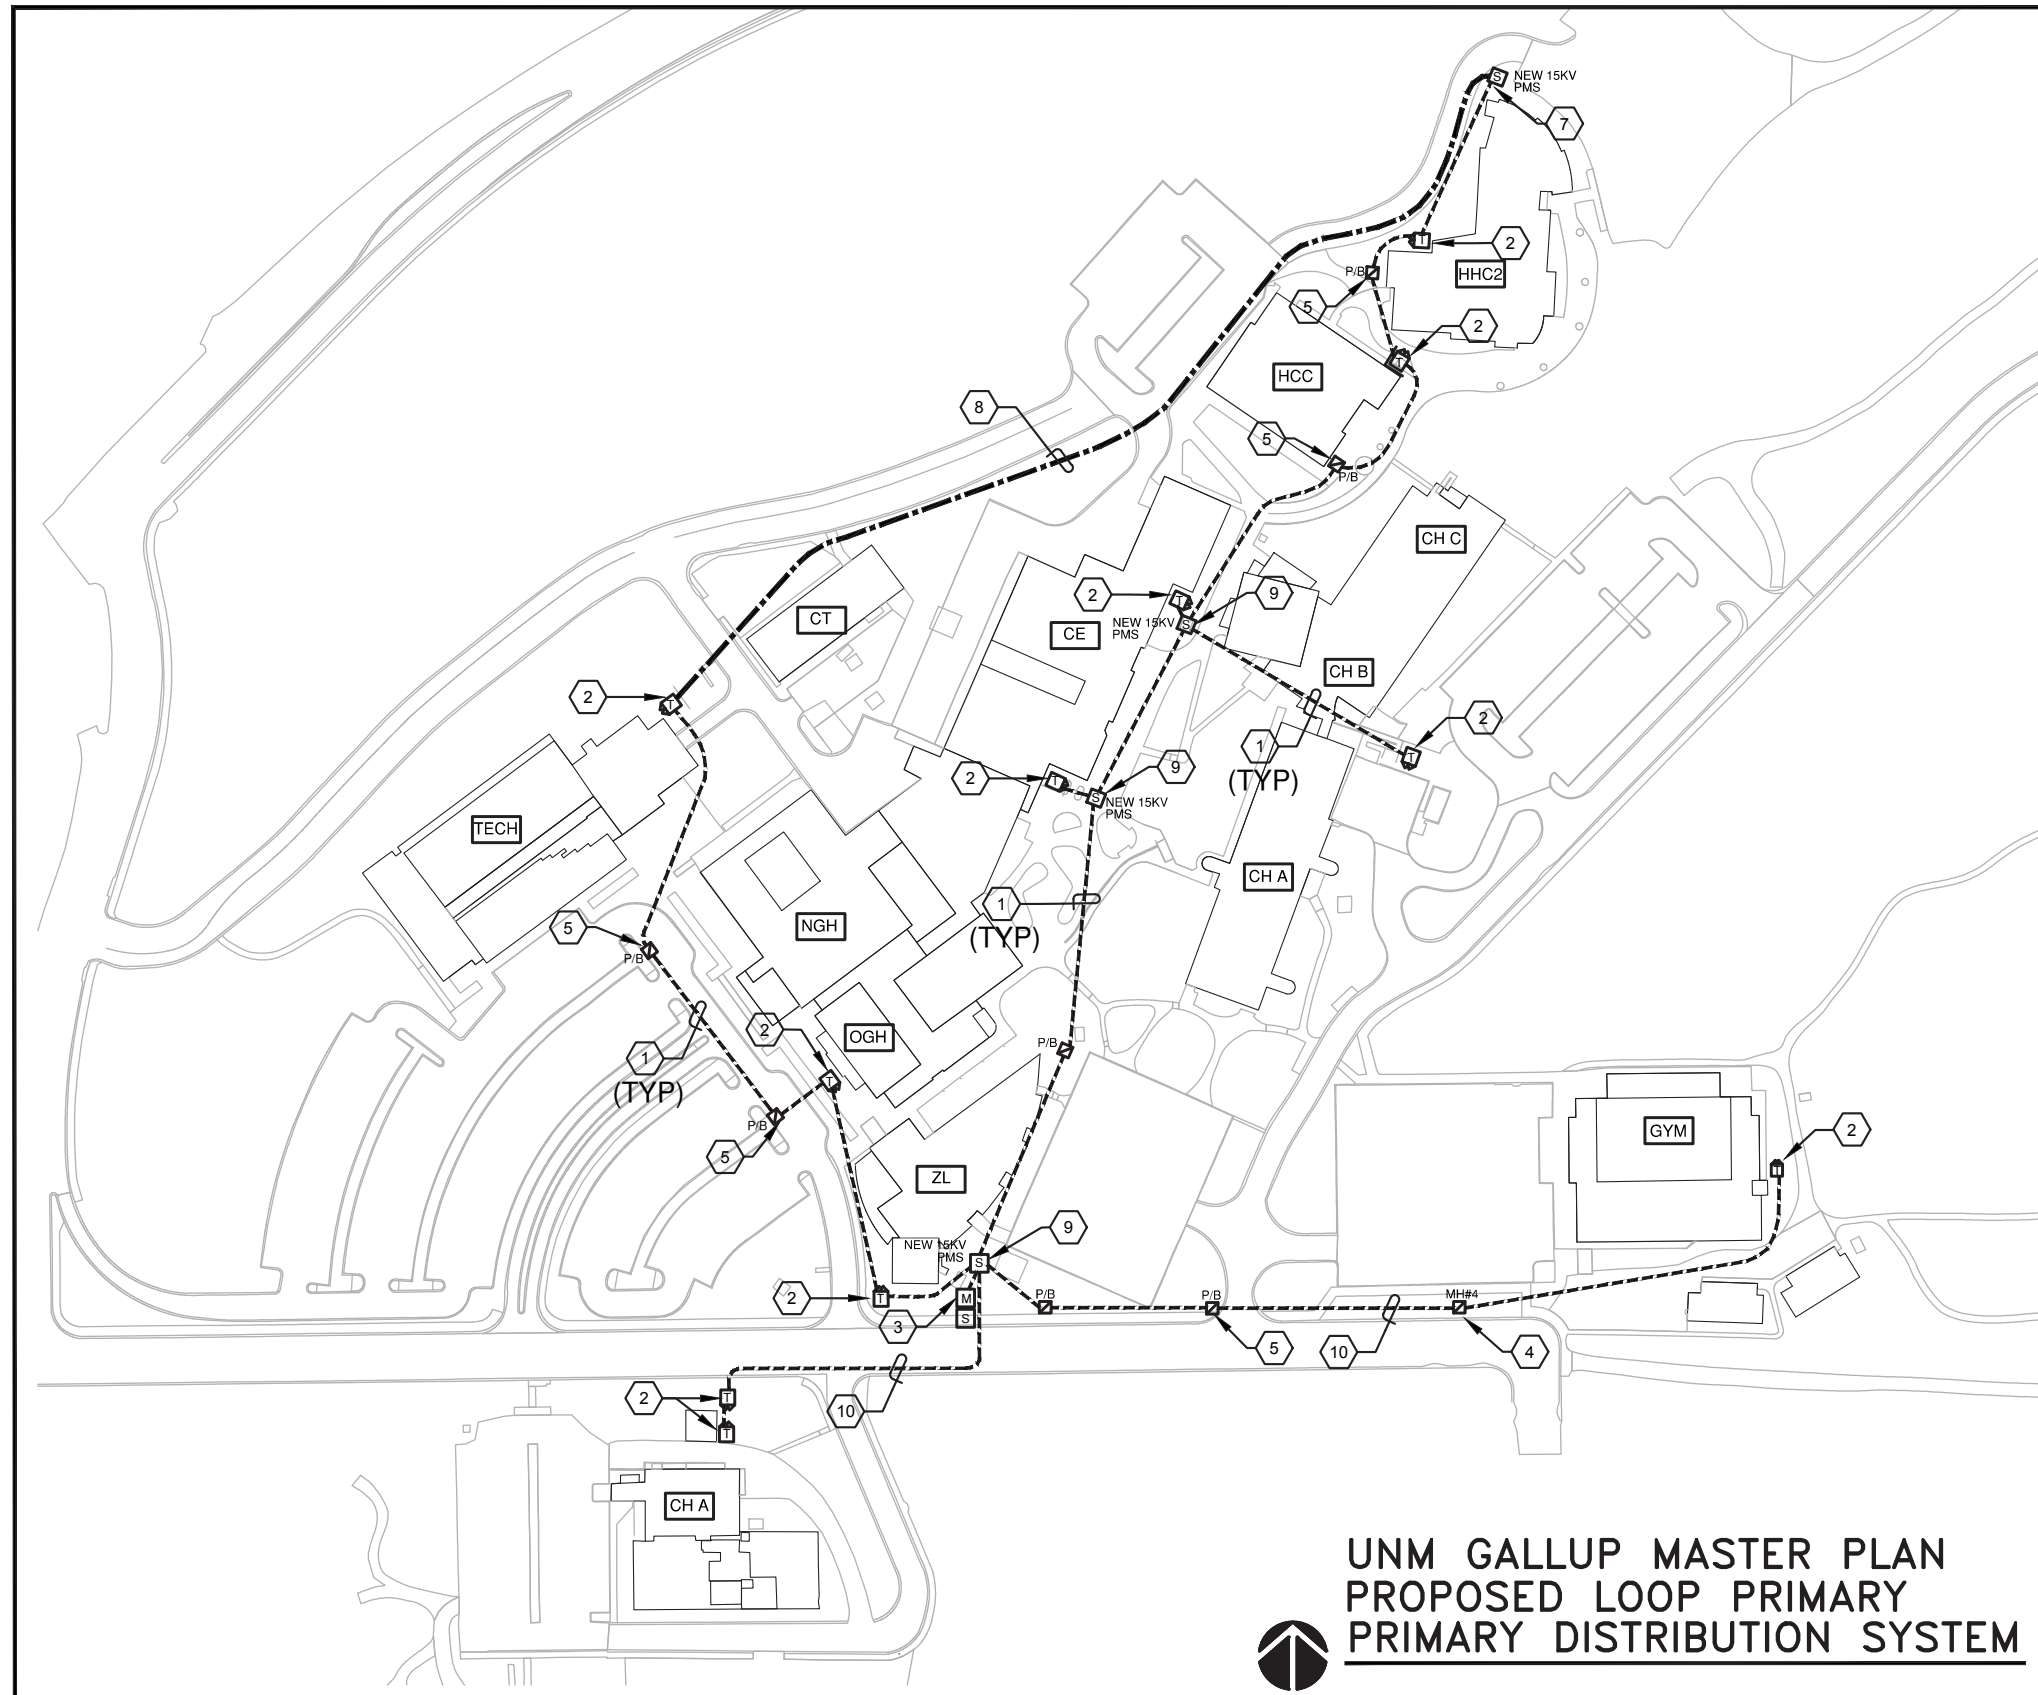 S
NEW 15KV
PMS
7
T
2
HHC2
P/B
5
2
T
HCC
8
5
P/B
CH C
2
T
9
CT
NEW 15KV
PMS
S
CE
CH B
2
T
2
T
1
(TYP)
9
2
T
S
NEW 15KV
PMS
TECH
CH A
1
(TYP)
NGH
5
P/B
2
OGH
P/B
1
(TYP)
T
P/B
5
GYM
2
T
ZL
9
NEW 15KV
PMS
S
2
T
M
S
3
P/B
P/B
MH#4
5
10
4
2
T
T
10
CH A
UNM GALLUP MASTER PLAN
PROPOSED LOOP PRIMARY
PRIMARY DISTRIBUTION SYSTEM